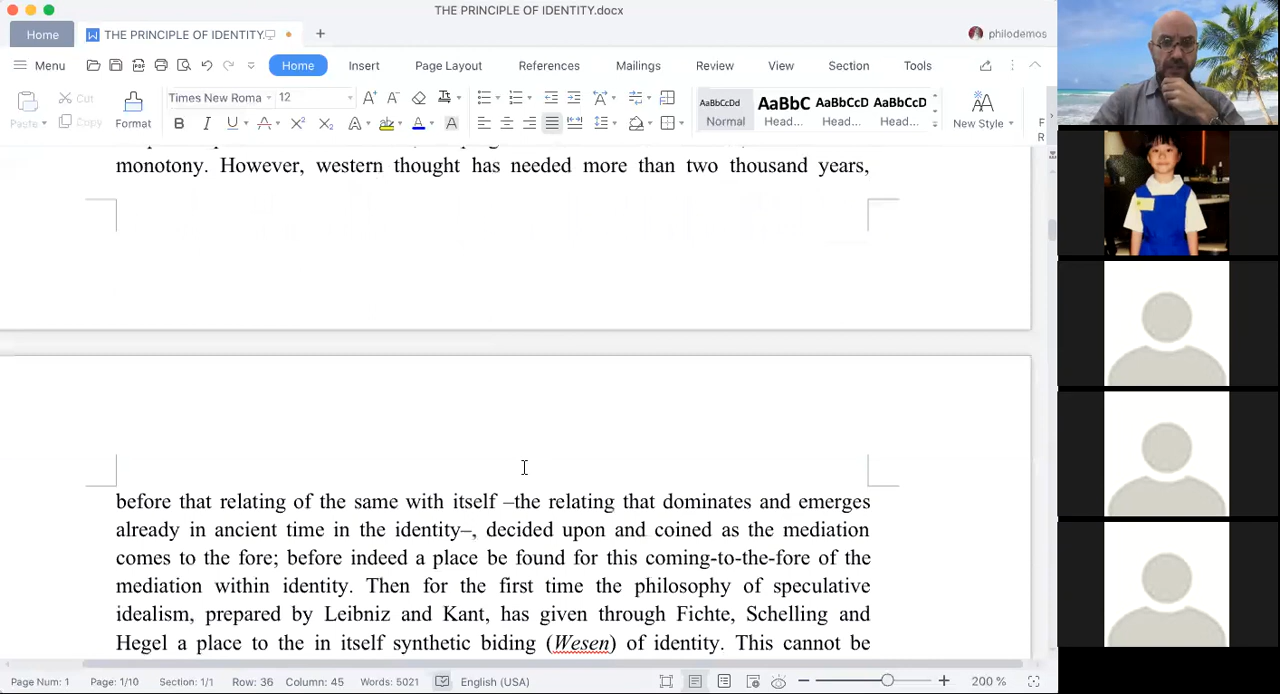 THE PRINCIPLE OF IDENTITY.docx
Home
THE PRINCIPLE OF IDENTITY.
philodemos
Menu
Home Insert Page Layout References Mailings Review View Section Tools
Cut
Times New Roma 12
AaBbCcDd AaBbC AaBbCcD AaBbCcD
Paste Copy Format
Normal Head... Head... Head... New Style
monotony. However, western thought has needed more than two thousand years,
before that relating of the same with itself –the relating that dominates and emerges
already in ancient time in the identity–, decided upon and coined as the mediation
comes to the fore; before indeed a place be found for this coming-to-the-fore of the
mediation within identity. Then for the first time the philosophy of speculative
idealism, prepared by Leibniz and Kant, has given through Fichte, Schelling and
Hegel a place to the in itself synthetic biding (Wesen) of identity. This cannot be
Page Num: 1 Page: 1/10 Section: 1/1 Row: 36 Column: 45 Words: 5021 English (USA) 200 %